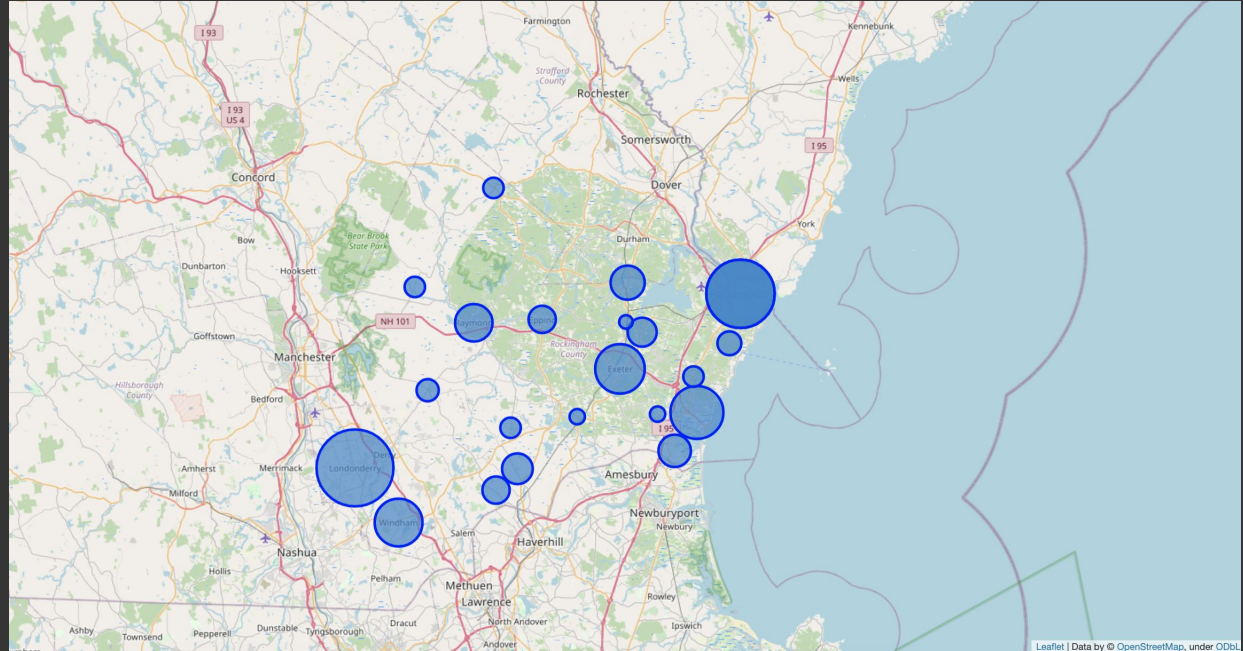 Farmington
Kennebunk
I 93
Strafford
County
Wells
Rochester
I 93
US 4
Somersworth
I 95
Concord
Dover
York
Bow
Bear Brook
State Park
Durham
Dunbarton
Hooksett
NH 101
Raymond
Epping
Goffstown
Rockingham
County
Manchester
Exeter
Hillsborough
County
Bedford
I 95
Derry
Amherst
Merrimack
Londonderry
Amesbury
Milford
Windham
Newburyport
Newbury
Salem
Haverhill
Nashua
Hollis
Pelham
Methuen
Lawrence
Rowley
Ashby
Townsend
Pepperell
Dunstable
Tyngsborough
Dracut
North Andover
Ipswich
Andover
Leaflet | Data by © OpenStreetMap, under ODbL